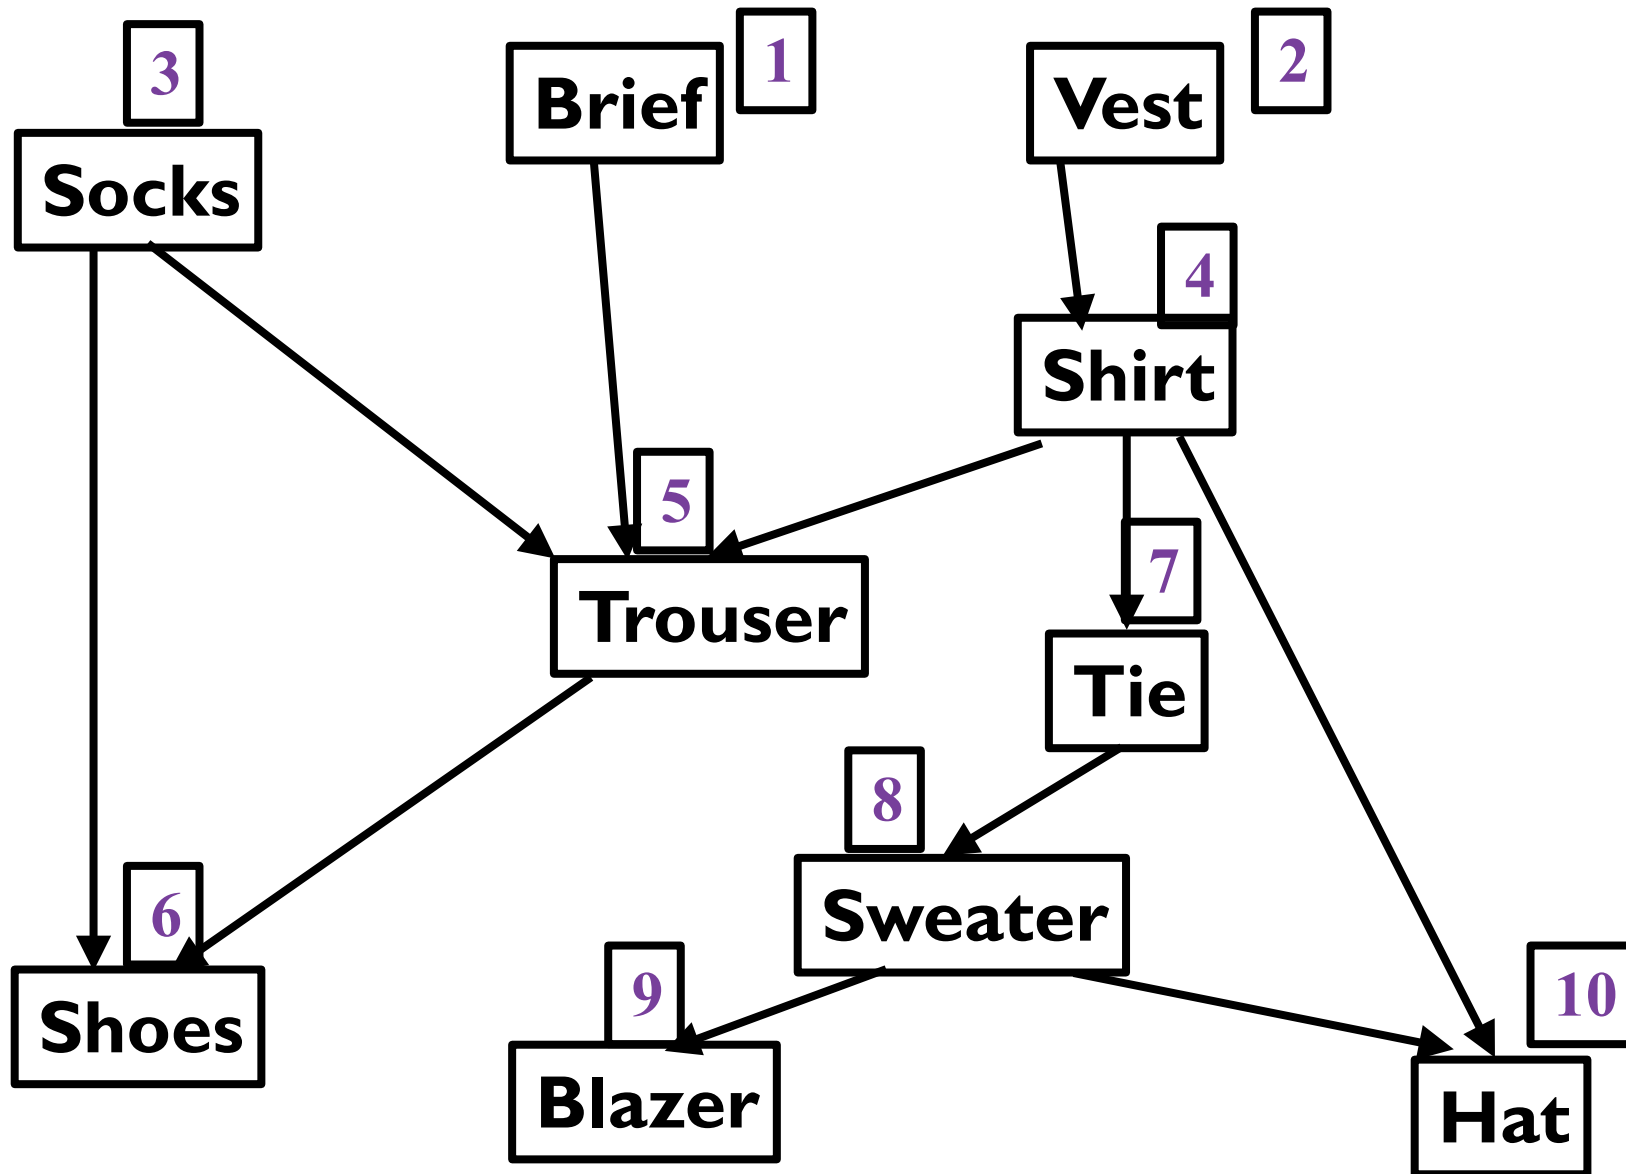 3
Socks
Brief
1
Vest
2
4
Shirt
5
Trouser
7
Tie
8
Sweater
6
Shoes
9
Blazer
10
Hat